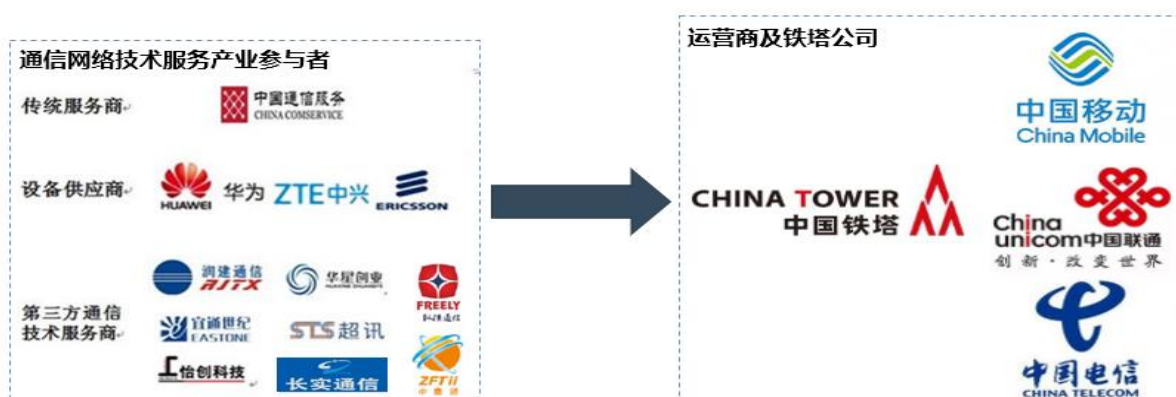 通信网络技术服务产业参与者
传统服务商
中国通信服务
CHINA COMSERVICE
设备供应商
HUAWEI
华为
ZTE中兴
ERICSSON
第三方通信
技术服务商
润建通信
RJTX
华星创业
FREELY
宜通世纪
EASTONE
STS超讯
怡创科技
长实通信
ZFTii
中富通
运营商及铁塔公司
中国移动
China Mobile
CHINA TOWER
中国铁塔
China
unicom中国联通
创新·改变世界
中国电信
CHINA TELECOM